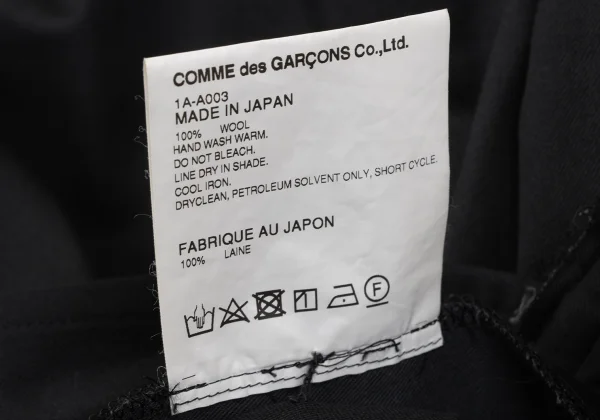 COMME des GARÇONS Co.,Ltd.
1A-A003
MADE IN JAPAN
100% WOOL
HAND WASH WARM.
DO NOT BLEACH.
LINE DRY IN SHADE.
COOL IRON.
DRYCLEAN, PETROLEUM SOLVENT ONLY, SHORT CYCLE.
FABRIQUE AU JAPON
100% LAINE
F